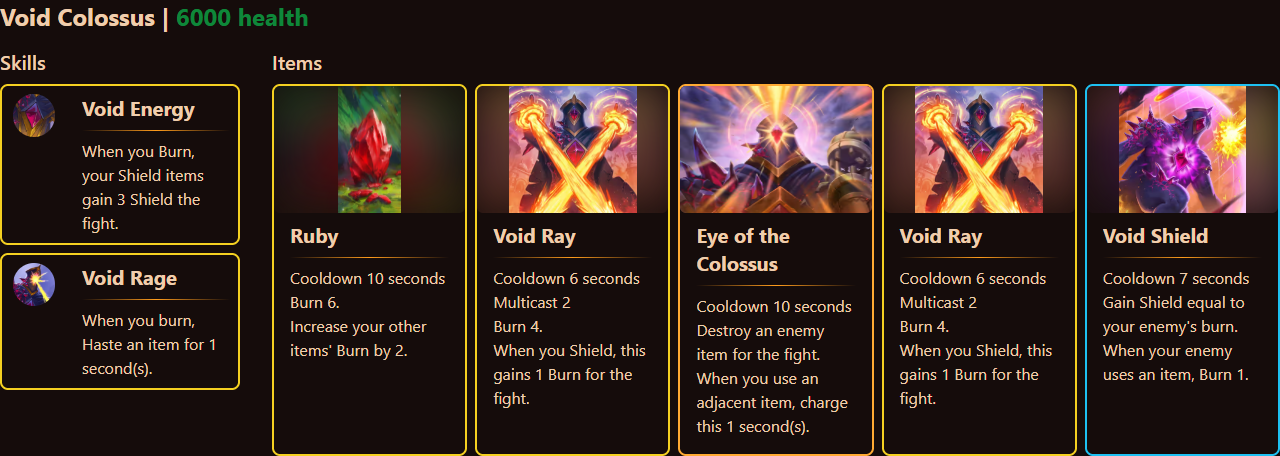 Void Colossus | 6000 health
Skills
Void Energy
When you Burn,
your Shield items
gain 3 Shield the
fight.
Void Rage
When you burn,
Haste an item for 1
second(s).
Items
Ruby
Cooldown 10 seconds
Burn 6.
Increase your other
items' Burn by 2.
Void Ray
Cooldown 6 seconds
Multicast 2
Burn 4.
When you Shield, this
gains 1 Burn for the
fight.
Eye of the
Colossus
Cooldown 10 seconds
Destroy an enemy
item for the fight.
When you use an
adjacent item, charge
this 1 second(s).
Void Ray
Cooldown 6 seconds
Multicast 2
Burn 4.
When you Shield, this
gains 1 Burn for the
fight.
Void Shield
Cooldown 7 seconds
Gain Shield equal to
your enemy's burn.
When your enemy
uses an item, Burn 1.